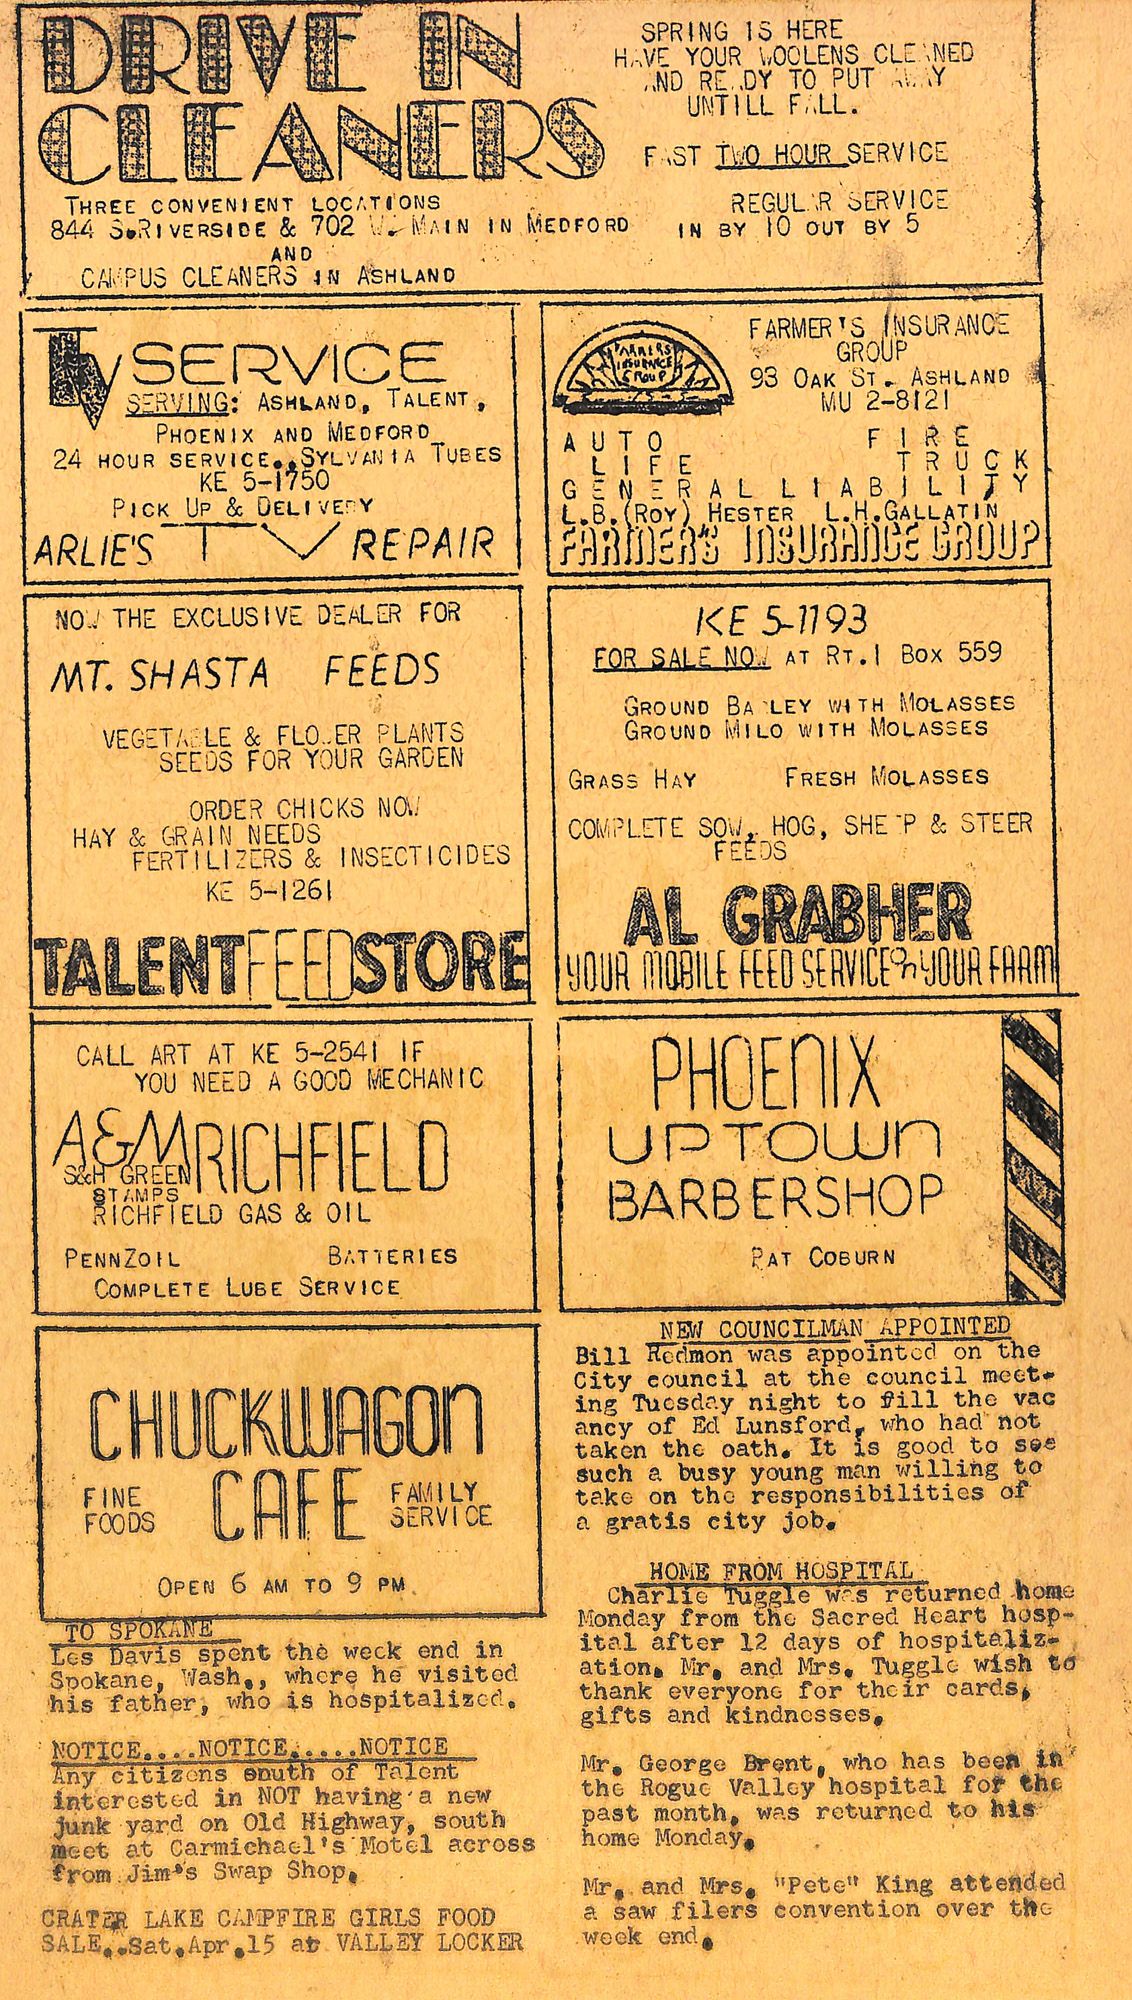 DRIVE IN
CLEANERS
THREE CONVENIENT LOCATIONS
844 S.RIVERSIDE & 702 W. MAIN IN MEDFORD
AND
CAMPUS CLEANERS IN ASHLAND
SPRING IS HERE
HAVE YOUR WOOLENS CLEANED
AND READY TO PUT AWAY
UNTILL FALL.
FAST TWO HOUR SERVICE
REGULAR SERVICE
IN BY 10 OUT BY 5
TV SERVICE
SERVING: ASHLAND, TALENT,
PHOENIX AND MEDFORD
24 HOUR SERVICE..SYLVANIA TUBES
KE 5-1750
PICK UP & DELIVERY
ARLIE'S TV REPAIR
FARMERS
INSURANCE
GROUP
FARMER'S INSURANCE
GROUP
93 OAK ST. ASHLAND
MU 2-8121
AUTO FIRE
LIFE TRUCK
GENERAL LIABILITY
L.B.(ROY) HESTER L.H.GALLATIN
FARMER'S INSURANCE GROUP
NOW THE EXCLUSIVE DEALER FOR
MT. SHASTA FEEDS
VEGETABLE & FLOWER PLANTS
SEEDS FOR YOUR GARDEN
ORDER CHICKS NOW
HAY & GRAIN NEEDS
FERTILIZERS & INSECTICIDES
KE 5-1261
TALENT FEED STORE
KE 5-1193
FOR SALE NOW AT RT.1 BOX 559
GROUND BARLEY WITH MOLASSES
GROUND MILO WITH MOLASSES
GRASS HAY FRESH MOLASSES
COMPLETE SOW, HOG, SHEEP & STEER
FEEDS
AL GRABHER
YOUR MOBILE FEED SERVICE on YOUR FARM
CALL ART AT KE 5-2541 IF
YOU NEED A GOOD MECHANIC
A&M RICHFIELD
S&H GREEN
STAMPS
RICHFIELD GAS & OIL
PENNZOIL BATTERIES
COMPLETE LUBE SERVICE
PHOENIX
UPTOWN
BARBERSHOP
PAT COBURN
CHUCKWAGON
CAFE
FINE
FOODS
FAMILY
SERVICE
OPEN 6 AM TO 9 PM
TO SPOKANE
Les Davis spent the week end in
Spokane, Wash., where he visited
his father, who is hospitalized.
NOTICE....NOTICE.....NOTICE
Any citizens south of Talent
interested in NOT having a new
junk yard on Old Highway, south
meet at Carmichael's Motel across
from Jim's Swap Shop.
CRATER LAKE CAMPFIRE GIRLS FOOD
SALE..Sat.Apr.15 at VALLEY LOCKER
NEW COUNCILMAN APPOINTED
Bill Redmon was appointed on the
City council at the council meet-
ing Tuesday night to fill the vac
ancy of Ed Lunsford, who had not
taken the oath. It is good to see
such a busy young man willing to
take on the responsibilities of
a gratis city job.
HOME FROM HOSPITAL
Charlie Tuggle was returned home
Monday from the Sacred Heart hosp-
ital after 12 days of hospitaliz-
ation. Mr. and Mrs. Tuggle wish to
thank everyone for their cards,
gifts and kindnesses.
Mr. George Brent, who has been in
the Rogue Valley hospital for the
past month, was returned to his
home Monday.
Mr. and Mrs. "Pete" King attended
a saw filers convention over the
week end.